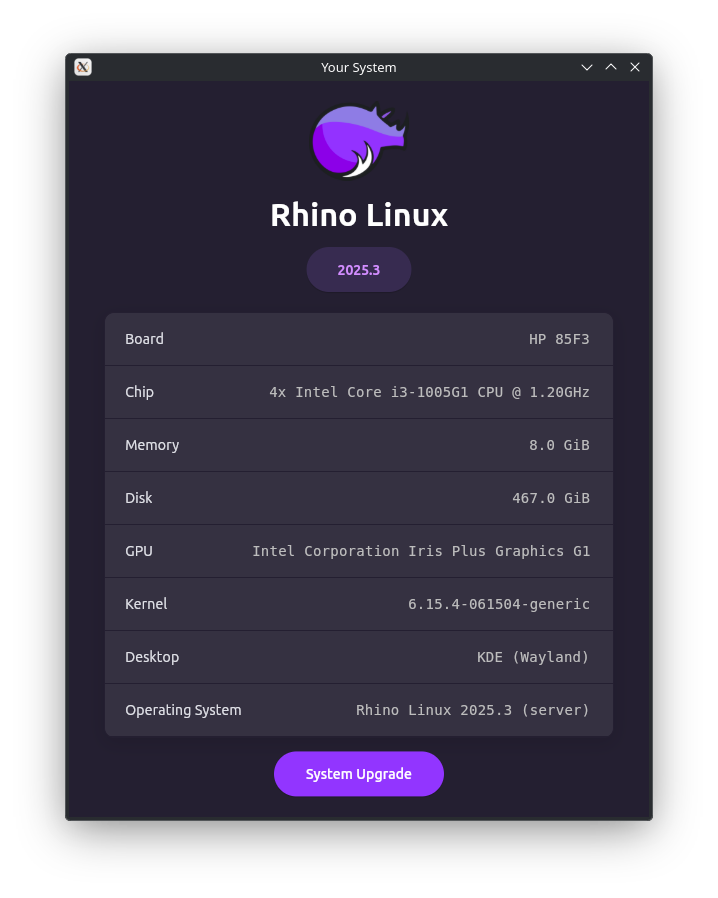 Your System
Rhino Linux
2025.3
Board HP 85F3
Chip 4x Intel Core i3-1005G1 CPU @ 1.20GHz
Memory 8.0 GiB
Disk 467.0 GiB
GPU Intel Corporation Iris Plus Graphics G1
Kernel 6.15.4-061504-generic
Desktop KDE (Wayland)
Operating System Rhino Linux 2025.3 (server)
System Upgrade